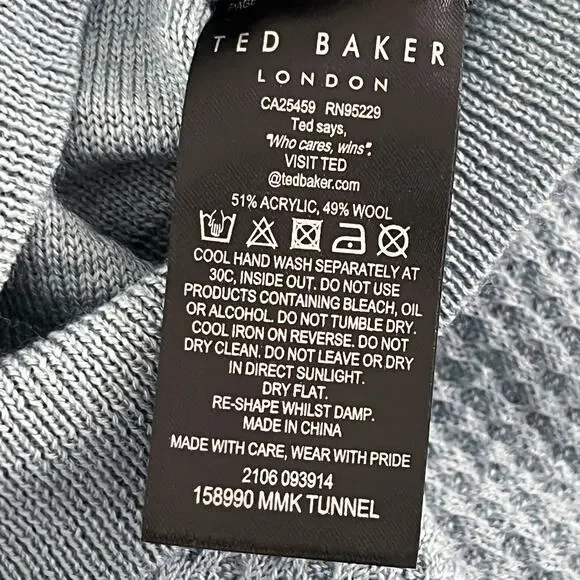 TED BAKER
LONDON
CA25459 RN95229
Ted says,
"Who cares, wins".
VISIT TED
@tedbaker.com
51% ACRYLIC, 49% WOOL
COOL HAND WASH SEPARATELY AT
30C, INSIDE OUT. DO NOT USE
PRODUCTS CONTAINING BLEACH, OIL
OR ALCOHOL. DO NOT TUMBLE DRY.
COOL IRON ON REVERSE. DO NOT
DRY CLEAN. DO NOT LEAVE OR DRY
IN DIRECT SUNLIGHT.
DRY FLAT.
RE-SHAPE WHILST DAMP.
MADE IN CHINA
MADE WITH CARE, WEAR WITH PRIDE
2106 093914
158990 MMK TUNNEL